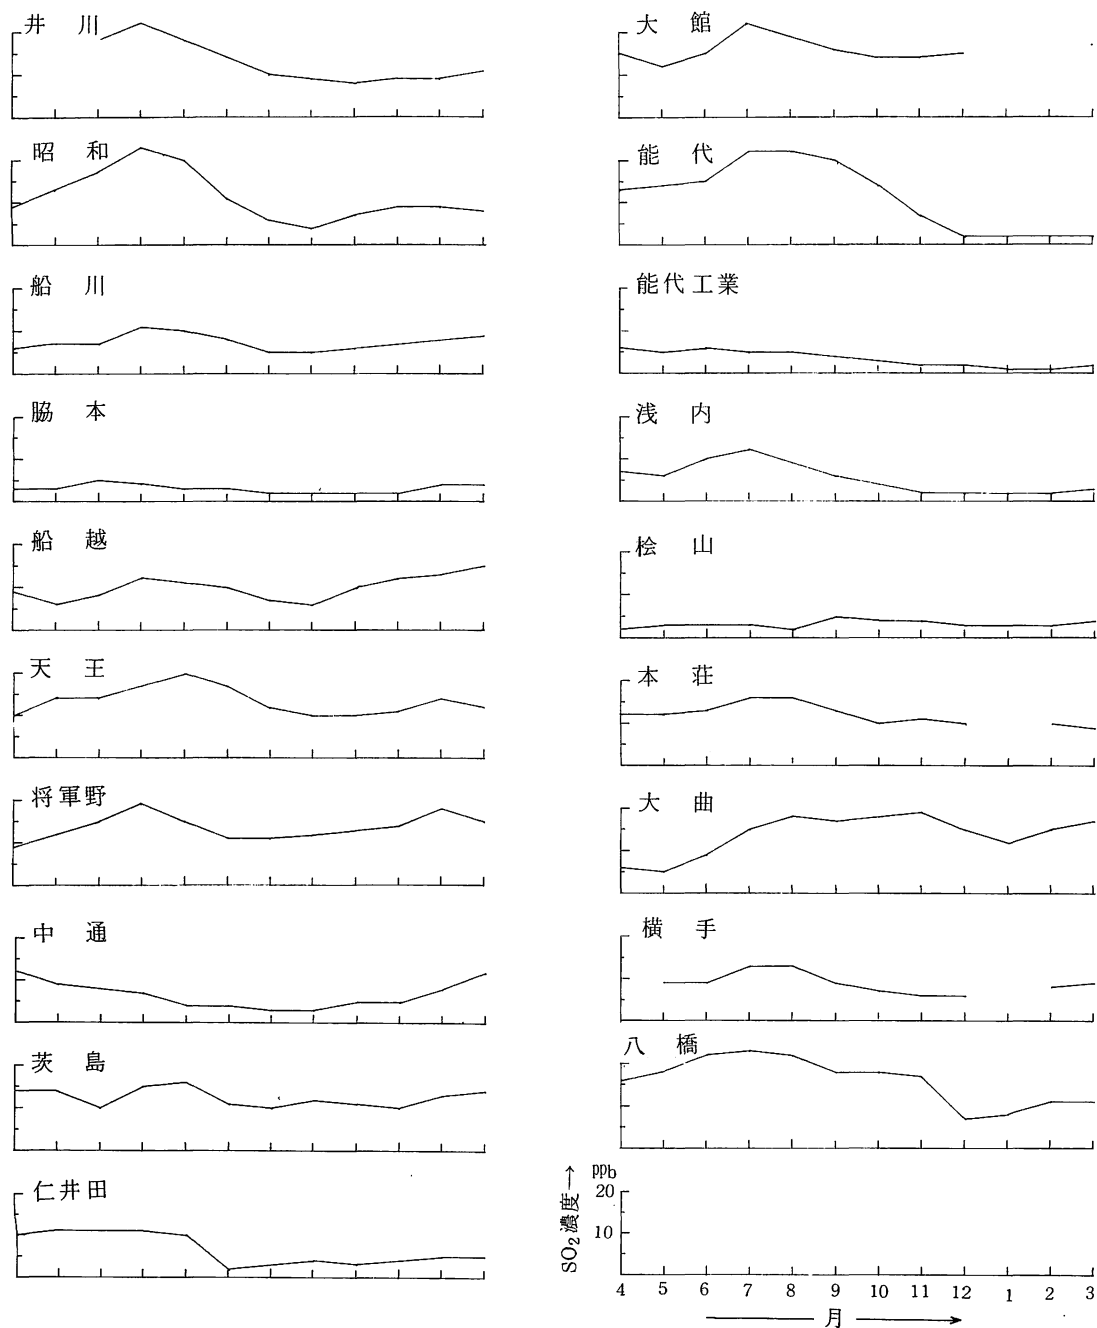 井川
昭和
船川
脇本
船越
天王
将軍野
中通
茨島
仁井田
大館
能代
能代工業
浅内
桧山
本荘
大曲
横手
八橋
SO₂濃度→
ppb
20
10
4 5 6 7 8 9 10 11 12 1 2 3
月